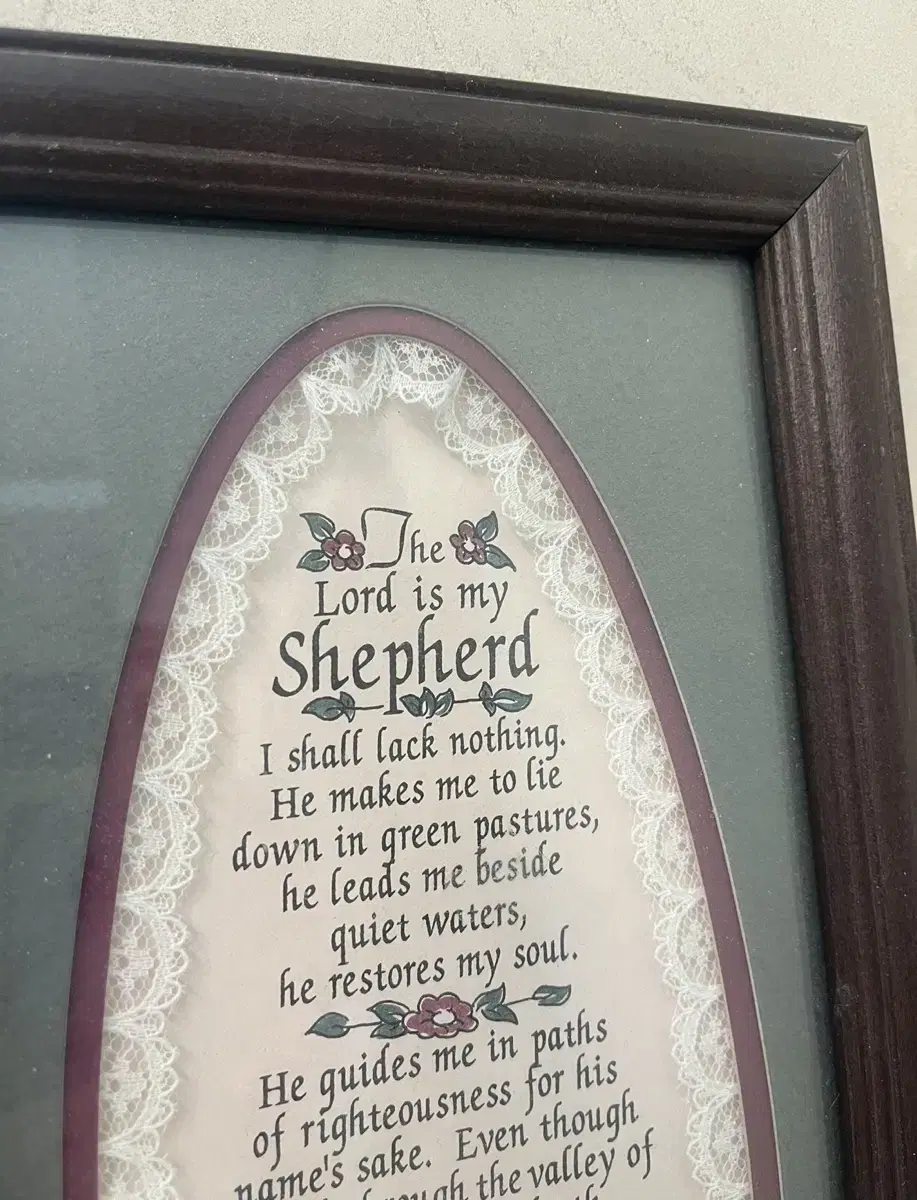 The
Lord is my
Shepherd
I shall lack nothing.
He makes me to lie
down in green pastures,
he leads me beside
quiet waters,
he restores my soul.
He guides me in paths
of righteousness for his
name's sake. Even though
through the valley of